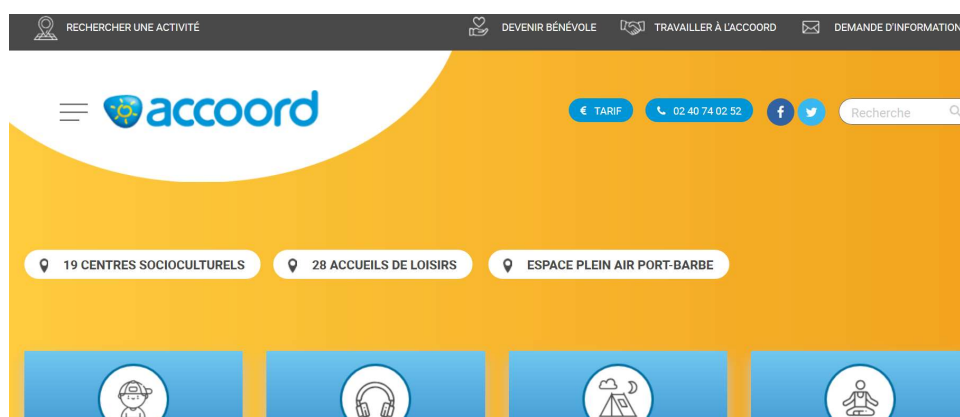 RECHERCHER UNE ACTIVITÉ
DEVENIR BÉNÉVOLE
TRAVAILLER À L'ACCOORD
DEMANDE D'INFORMATION
accoord
€ TARIF
02 40 74 02 52
Recherche
19 CENTRES SOCIOCULTURELS
28 ACCUEILS DE LOISIRS
ESPACE PLEIN AIR PORT-BARBE